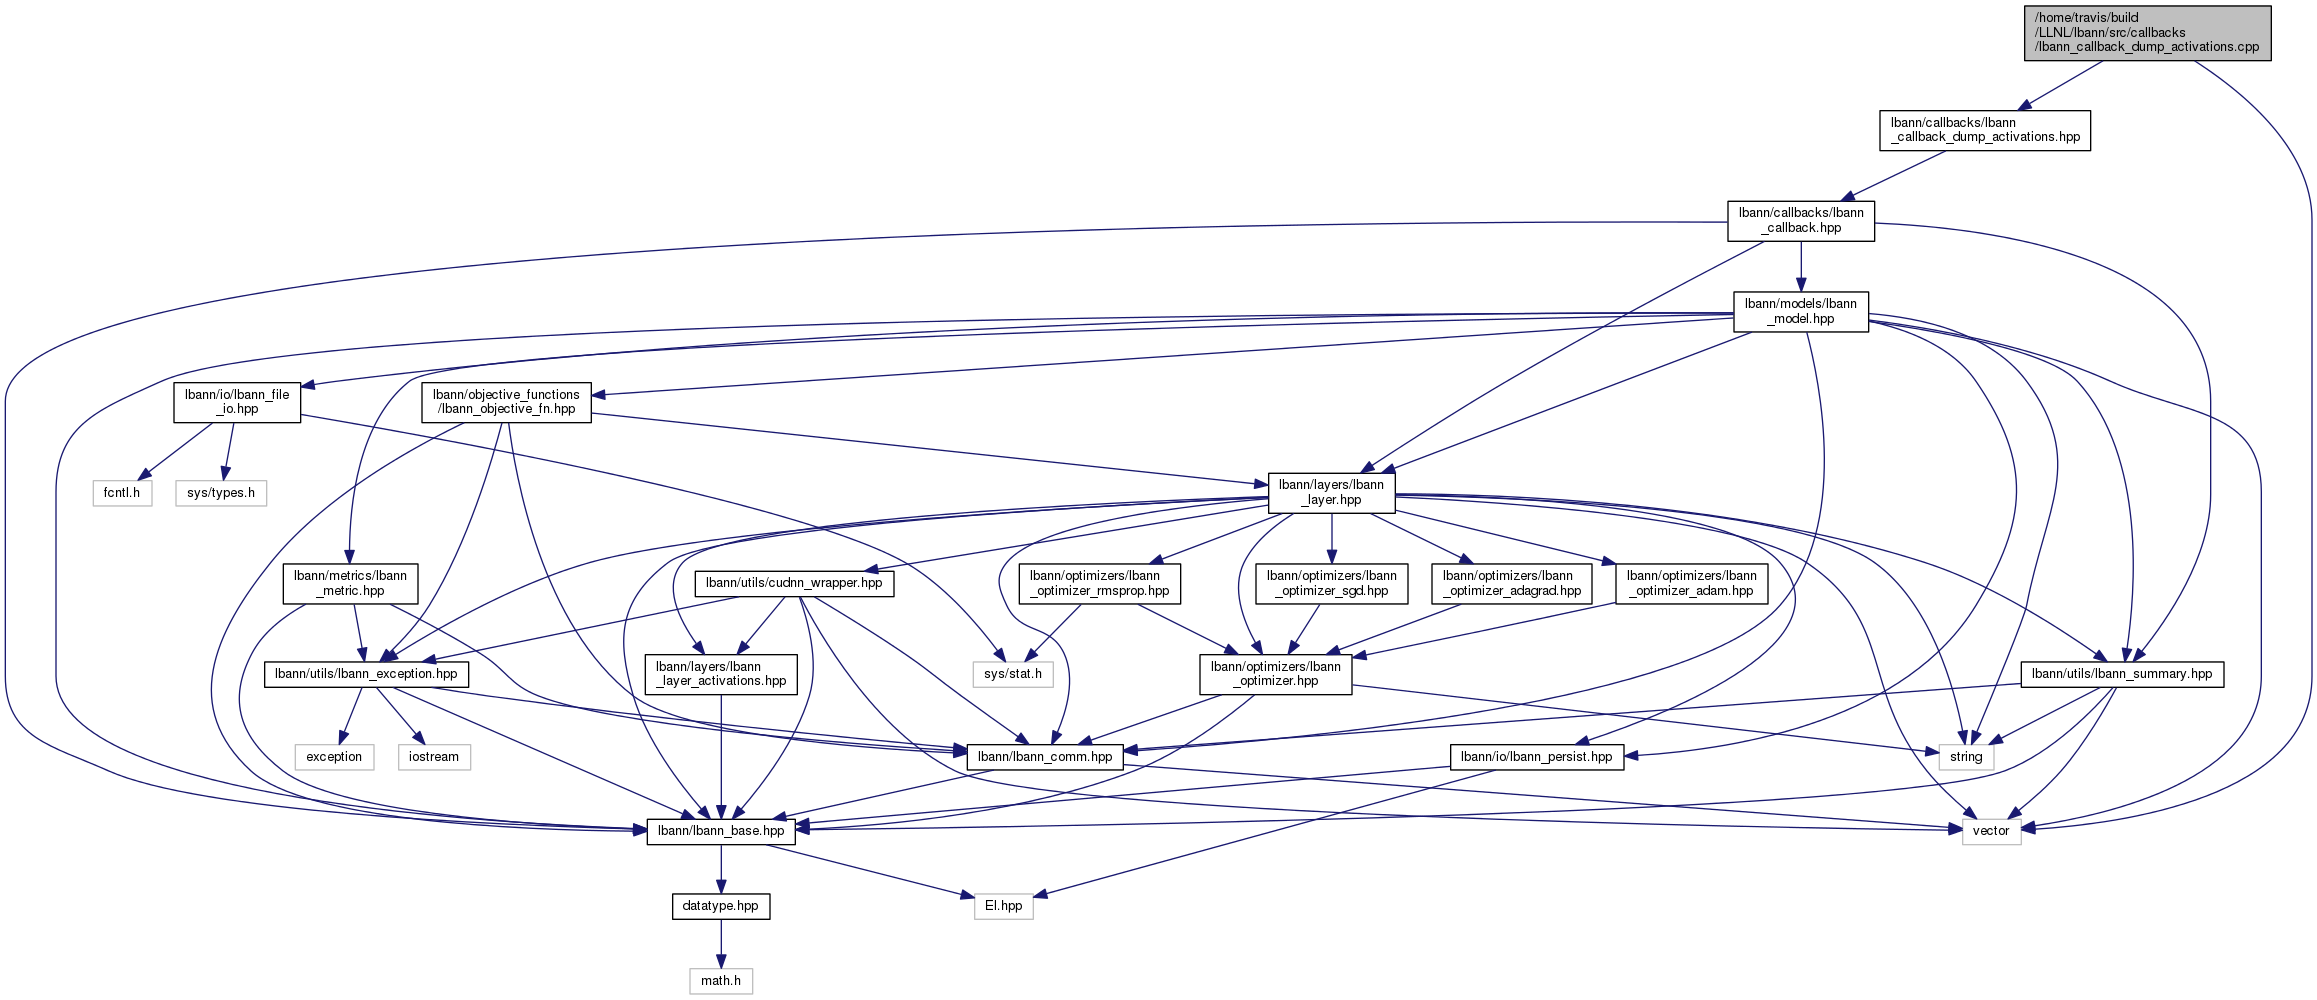 /home/travis/build
/LLNL/lbann/src/callbacks
/lbann_callback_dump_activations.cpp
lbann/callbacks/lbann
_callback_dump_activations.hpp
lbann/callbacks/lbann
_callback.hpp
lbann/models/lbann
_model.hpp
lbann/io/lbann_file
_io.hpp
lbann/objective_functions
/lbann_objective_fn.hpp
fcntl.h
sys/types.h
lbann/layers/lbann
_layer.hpp
lbann/metrics/lbann
_metric.hpp
lbann/utils/cudnn_wrapper.hpp
lbann/optimizers/lbann
_optimizer_rmsprop.hpp
lbann/optimizers/lbann
_optimizer_sgd.hpp
lbann/optimizers/lbann
_optimizer_adagrad.hpp
lbann/optimizers/lbann
_optimizer_adam.hpp
lbann/utils/lbann_exception.hpp
lbann/layers/lbann
_layer_activations.hpp
sys/stat.h
lbann/optimizers/lbann
_optimizer.hpp
lbann/utils/lbann_summary.hpp
exception
iostream
lbann/lbann_comm.hpp
lbann/io/lbann_persist.hpp
string
lbann/lbann_base.hpp
vector
datatype.hpp
El.hpp
math.h